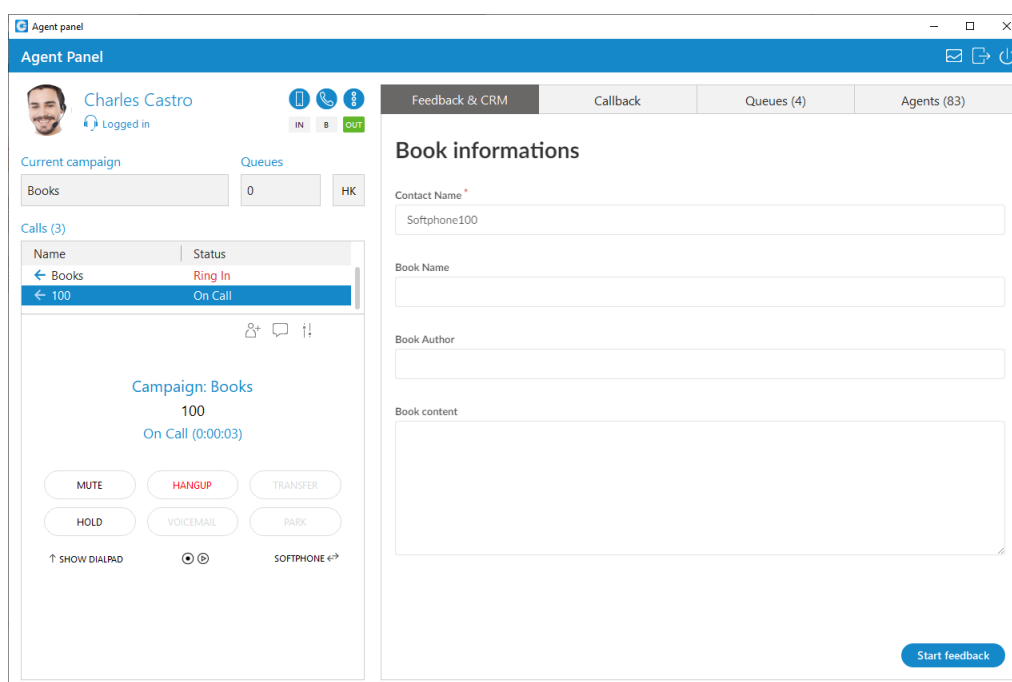 Agent panel
Agent Panel
Charles Castro
Logged in
IN B OUT
Current campaign Queues
Books 0 HK
Calls (3)
Name Status
Books Ring In
100 On Call
Campaign: Books
100
On Call (0:00:03)
MUTE HANGUP TRANSFER
HOLD VOICEMAIL PARK
SHOW DIALPAD SOFTPHONE
Feedback & CRM Callback Queues (4) Agents (83)
Book informations
Contact Name *
Softphone100
Book Name
Book Author
Book content
Start feedback